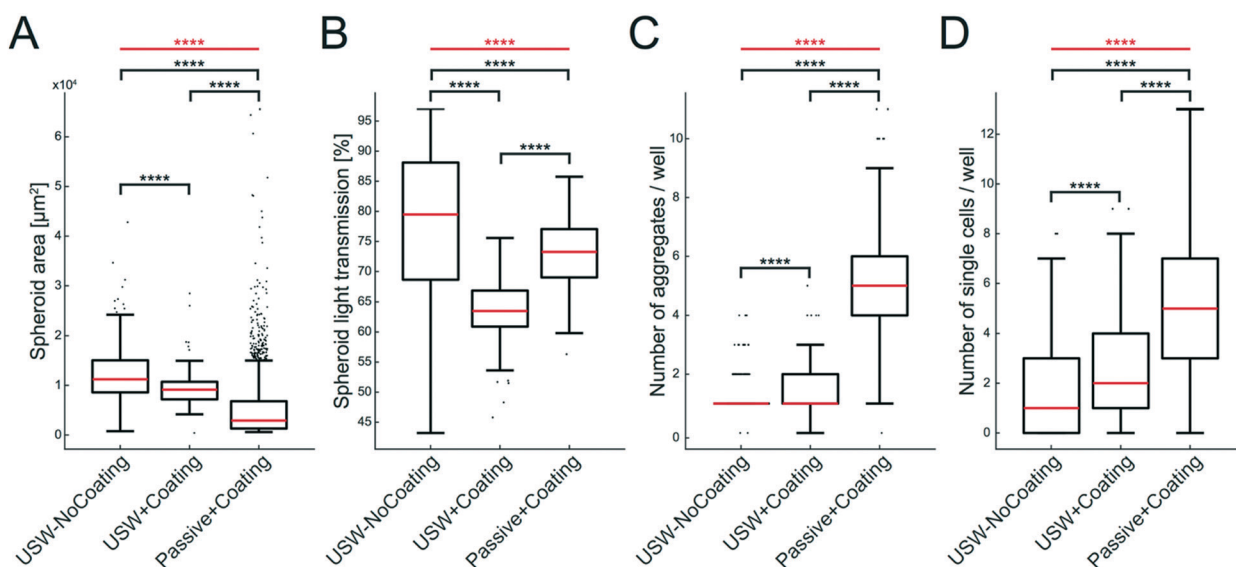 A
B
C
D
****
****
****
****
x10⁴
6
5
4
3
2
1
0
Spheroid area [µm²]
USW-NoCoating
USW+Coating
Passive+Coating
****
****
****
****
95
90
85
80
75
70
65
60
55
50
45
Spheroid light transmission [%]
USW-NoCoating
USW+Coating
Passive+Coating
****
****
****
****
10
8
6
4
2
0
Number of aggregates / well
USW-NoCoating
USW+Coating
Passive+Coating
****
****
****
****
12
10
8
6
4
2
0
Number of single cells / well
USW-NoCoating
USW+Coating
Passive+Coating